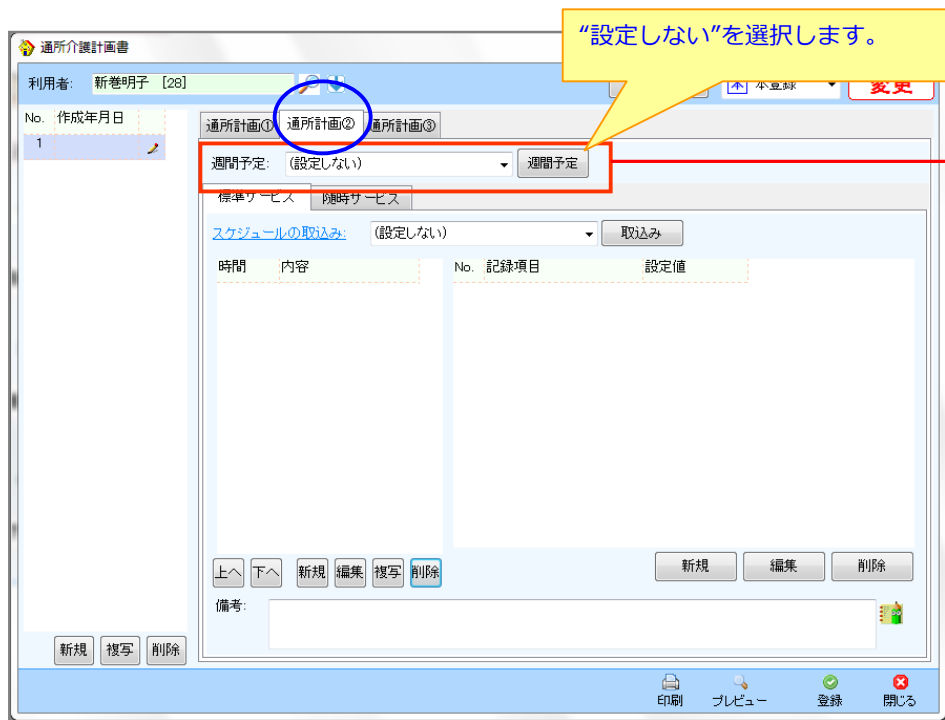 “設定しない”を選択します。
通所介護計画書
利用者: 新巻明子 [28]
本登録
変更
No. 作成年月日
1
通所計画① 通所計画② 通所計画③
週間予定: (設定しない) 週間予定
標準サービス 随時サービス
スケジュールの取込み: (設定しない) 取込み
時間 内容 No. 記録項目 設定値
上へ 下へ 新規 編集 複写 削除 新規 編集 削除
備考:
新規 複写 削除
印刷 プレビュー 登録 閉じる